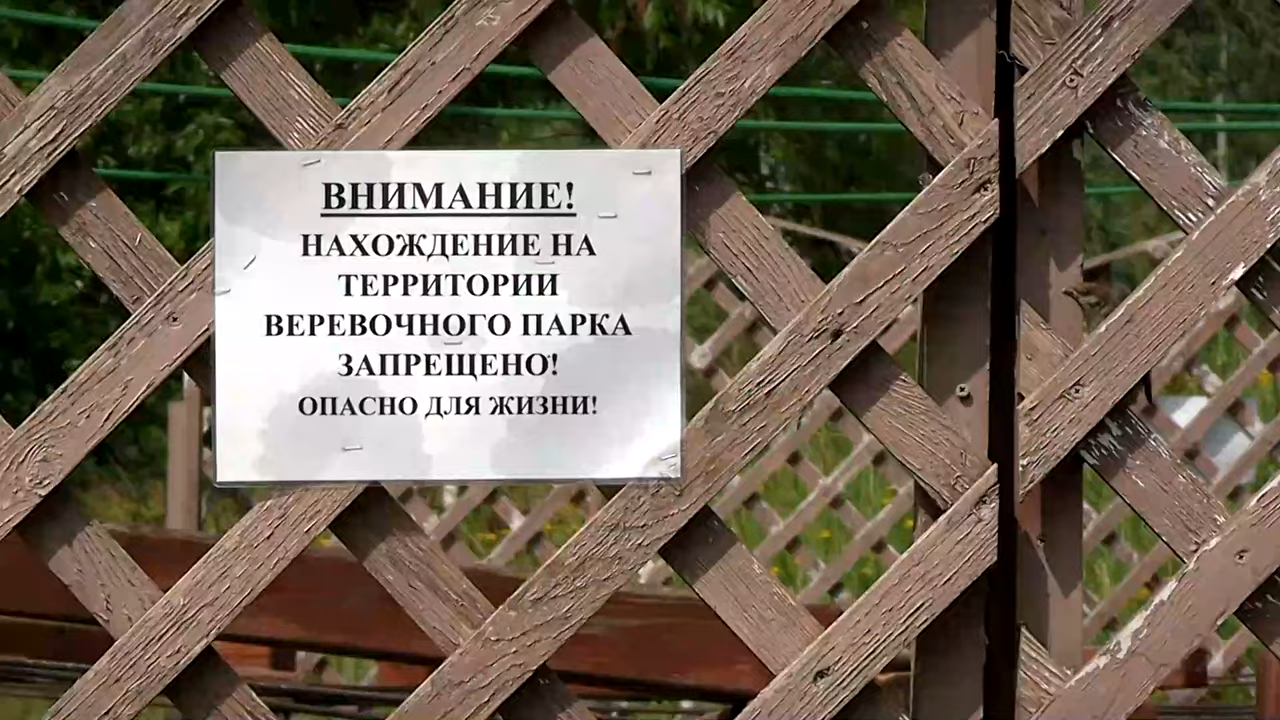 ВНИМАНИЕ!
НАХОЖДЕНИЕ НА
ТЕРРИТОРИИ
ВЕРЕВОЧНОГО ПАРКА
ЗАПРЕЩЕНО!
ОПАСНО ДЛЯ ЖИЗНИ!